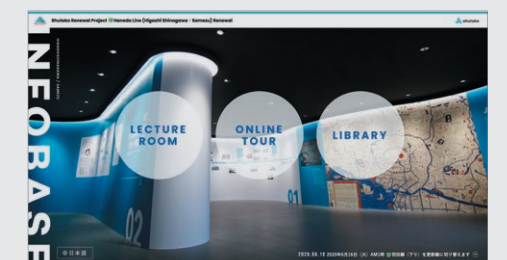 Shutoko Renewal Project Haneda Line (Higashi Shinagawa - Samezu) Renewal
shutoko
INFOBASE
LECTURE
ROOM
ONLINE
TOUR
LIBRARY
01
02
日本語